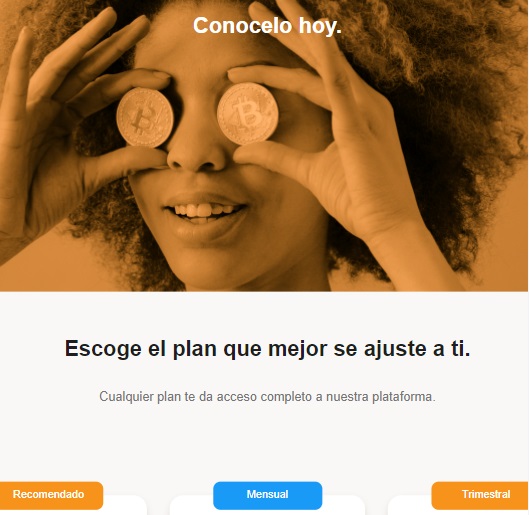 Conocelo hoy.
Escoge el plan que mejor se ajuste a ti.
Cualquier plan te da acceso completo a nuestra plataforma.
Recomendado
Mensual
Trimestral